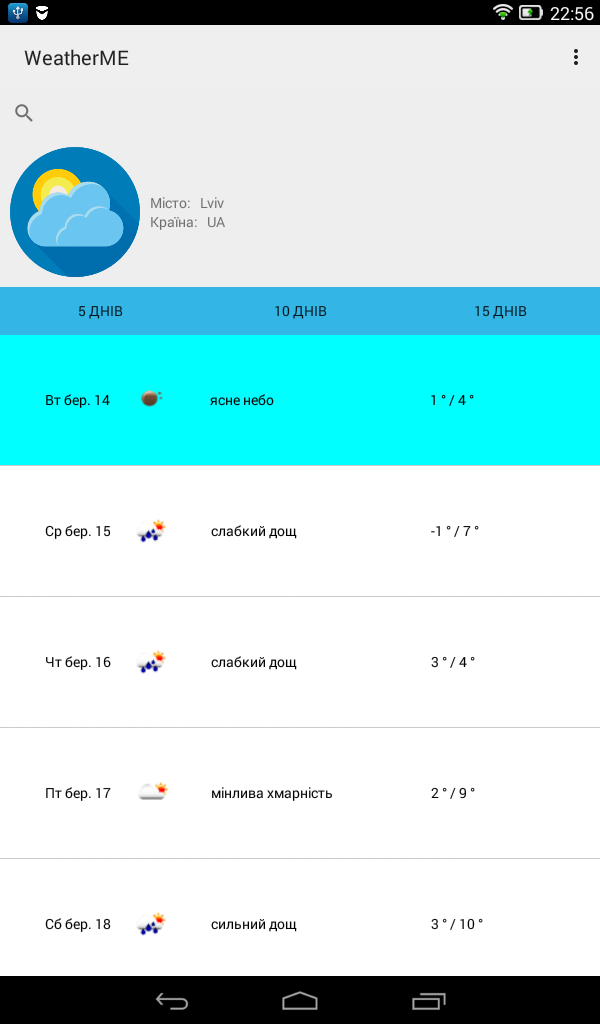 22:56
WeatherME
Місто: Lviv
Країна: UA
5 ДНІВ 10 ДНІВ 15 ДНІВ
Вт бер. 14 ясне небо 1 ° / 4 °
Ср бер. 15 слабкий дощ -1 ° / 7 °
Чт бер. 16 слабкий дощ 3 ° / 4 °
Пт бер. 17 мінлива хмарність 2 ° / 9 °
Сб бер. 18 сильний дощ 3 ° / 10 °